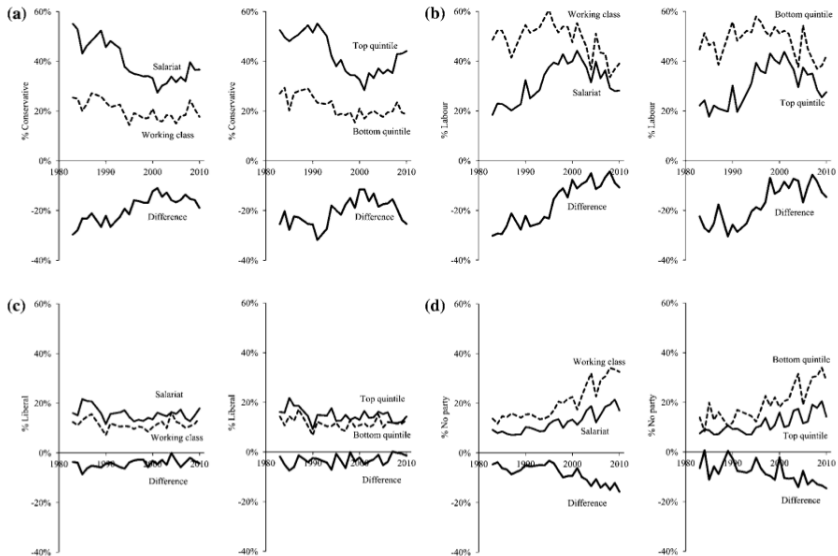 (a)
60%
40%
20%
0%
-20%
-40%
% Conservative
Salariat
Working class
1980
1990
2000
2010
Difference
60%
40%
20%
0%
-20%
-40%
% Conservative
Top quintile
Bottom quintile
1980
1990
2000
2010
Difference
(b)
60%
40%
20%
0%
-20%
-40%
% Labour
Working class
Salariat
1980
1990
2000
2010
Difference
60%
40%
20%
0%
-20%
-40%
% Labour
Bottom quintile
Top quintile
1980
1990
2000
2010
Difference
(c)
60%
40%
20%
0%
-20%
-40%
% Liberal
Salariat
Working class
1980
1990
2000
2010
Difference
60%
40%
20%
0%
-20%
-40%
% Liberal
Top quintile
Bottom quintile
1980
1990
2000
2010
Difference
(d)
60%
40%
20%
0%
-20%
-40%
% No party
Working class
Salariat
1980
1990
2000
2010
Difference
60%
40%
20%
0%
-20%
-40%
% No party
Bottom quintile
Top quintile
1980
1990
2000
2010
Difference